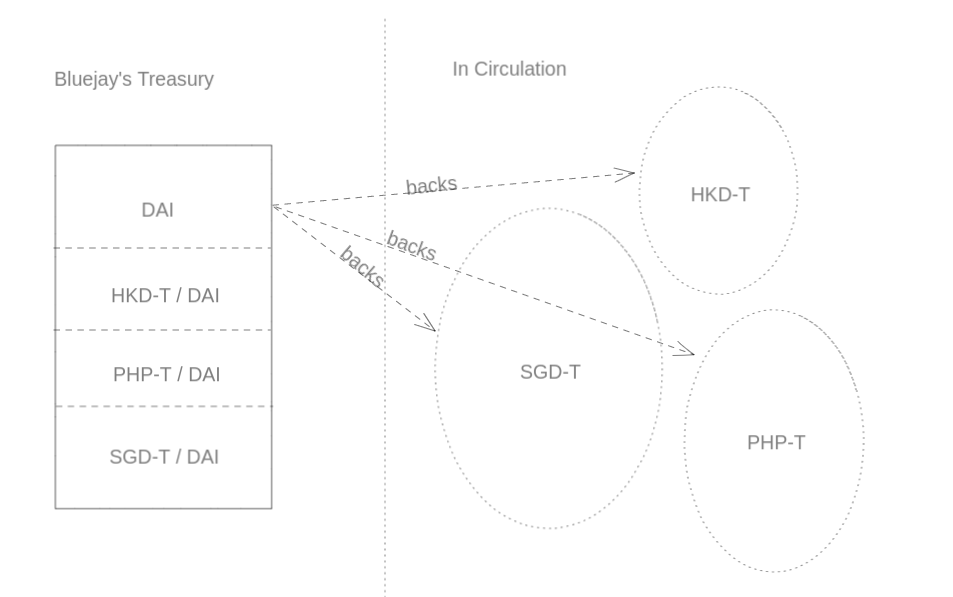 Bluejay's Treasury
In Circulation
DAI
HKD-T / DAI
PHP-T / DAI
SGD-T / DAI
backs
backs
backs
HKD-T
SGD-T
PHP-T